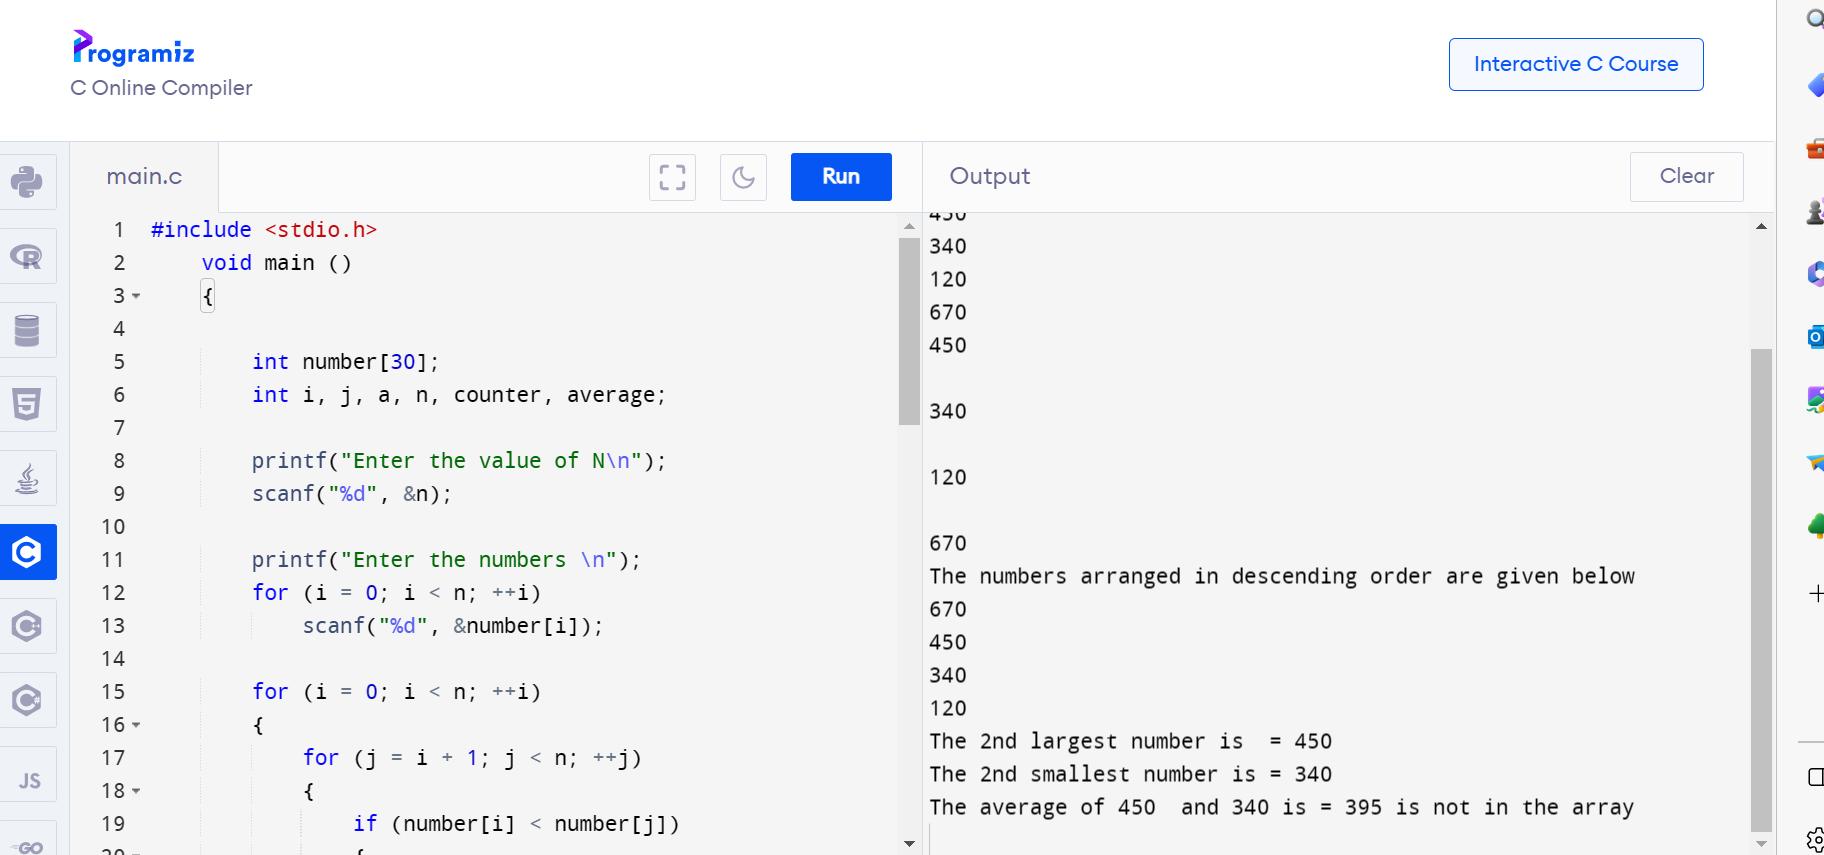 Programiz
C Online Compiler
Interactive C Course
main.c
Run
Output
Clear
1 #include <stdio.h>
2 void main ()
3 {
4
5 int number[30];
6 int i, j, a, n, counter, average;
7
8 printf("Enter the value of N\n");
9 scanf("%d", &n);
10
11 printf("Enter the numbers \n");
12 for (i = 0; i < n; ++i)
13 scanf("%d", &number[i]);
14
15 for (i = 0; i < n; ++i)
16 {
17 for (j = i + 1; j < n; ++j)
18 {
19 if (number[i] < number[j])
20 {
450
340
120
670
450
340
120
670
The numbers arranged in descending order are given below
670
450
340
120
The 2nd largest number is  = 450
The 2nd smallest number is = 340
The average of 450  and 340 is = 395 is not in the array
R
5
C
C
C#
JS
GO